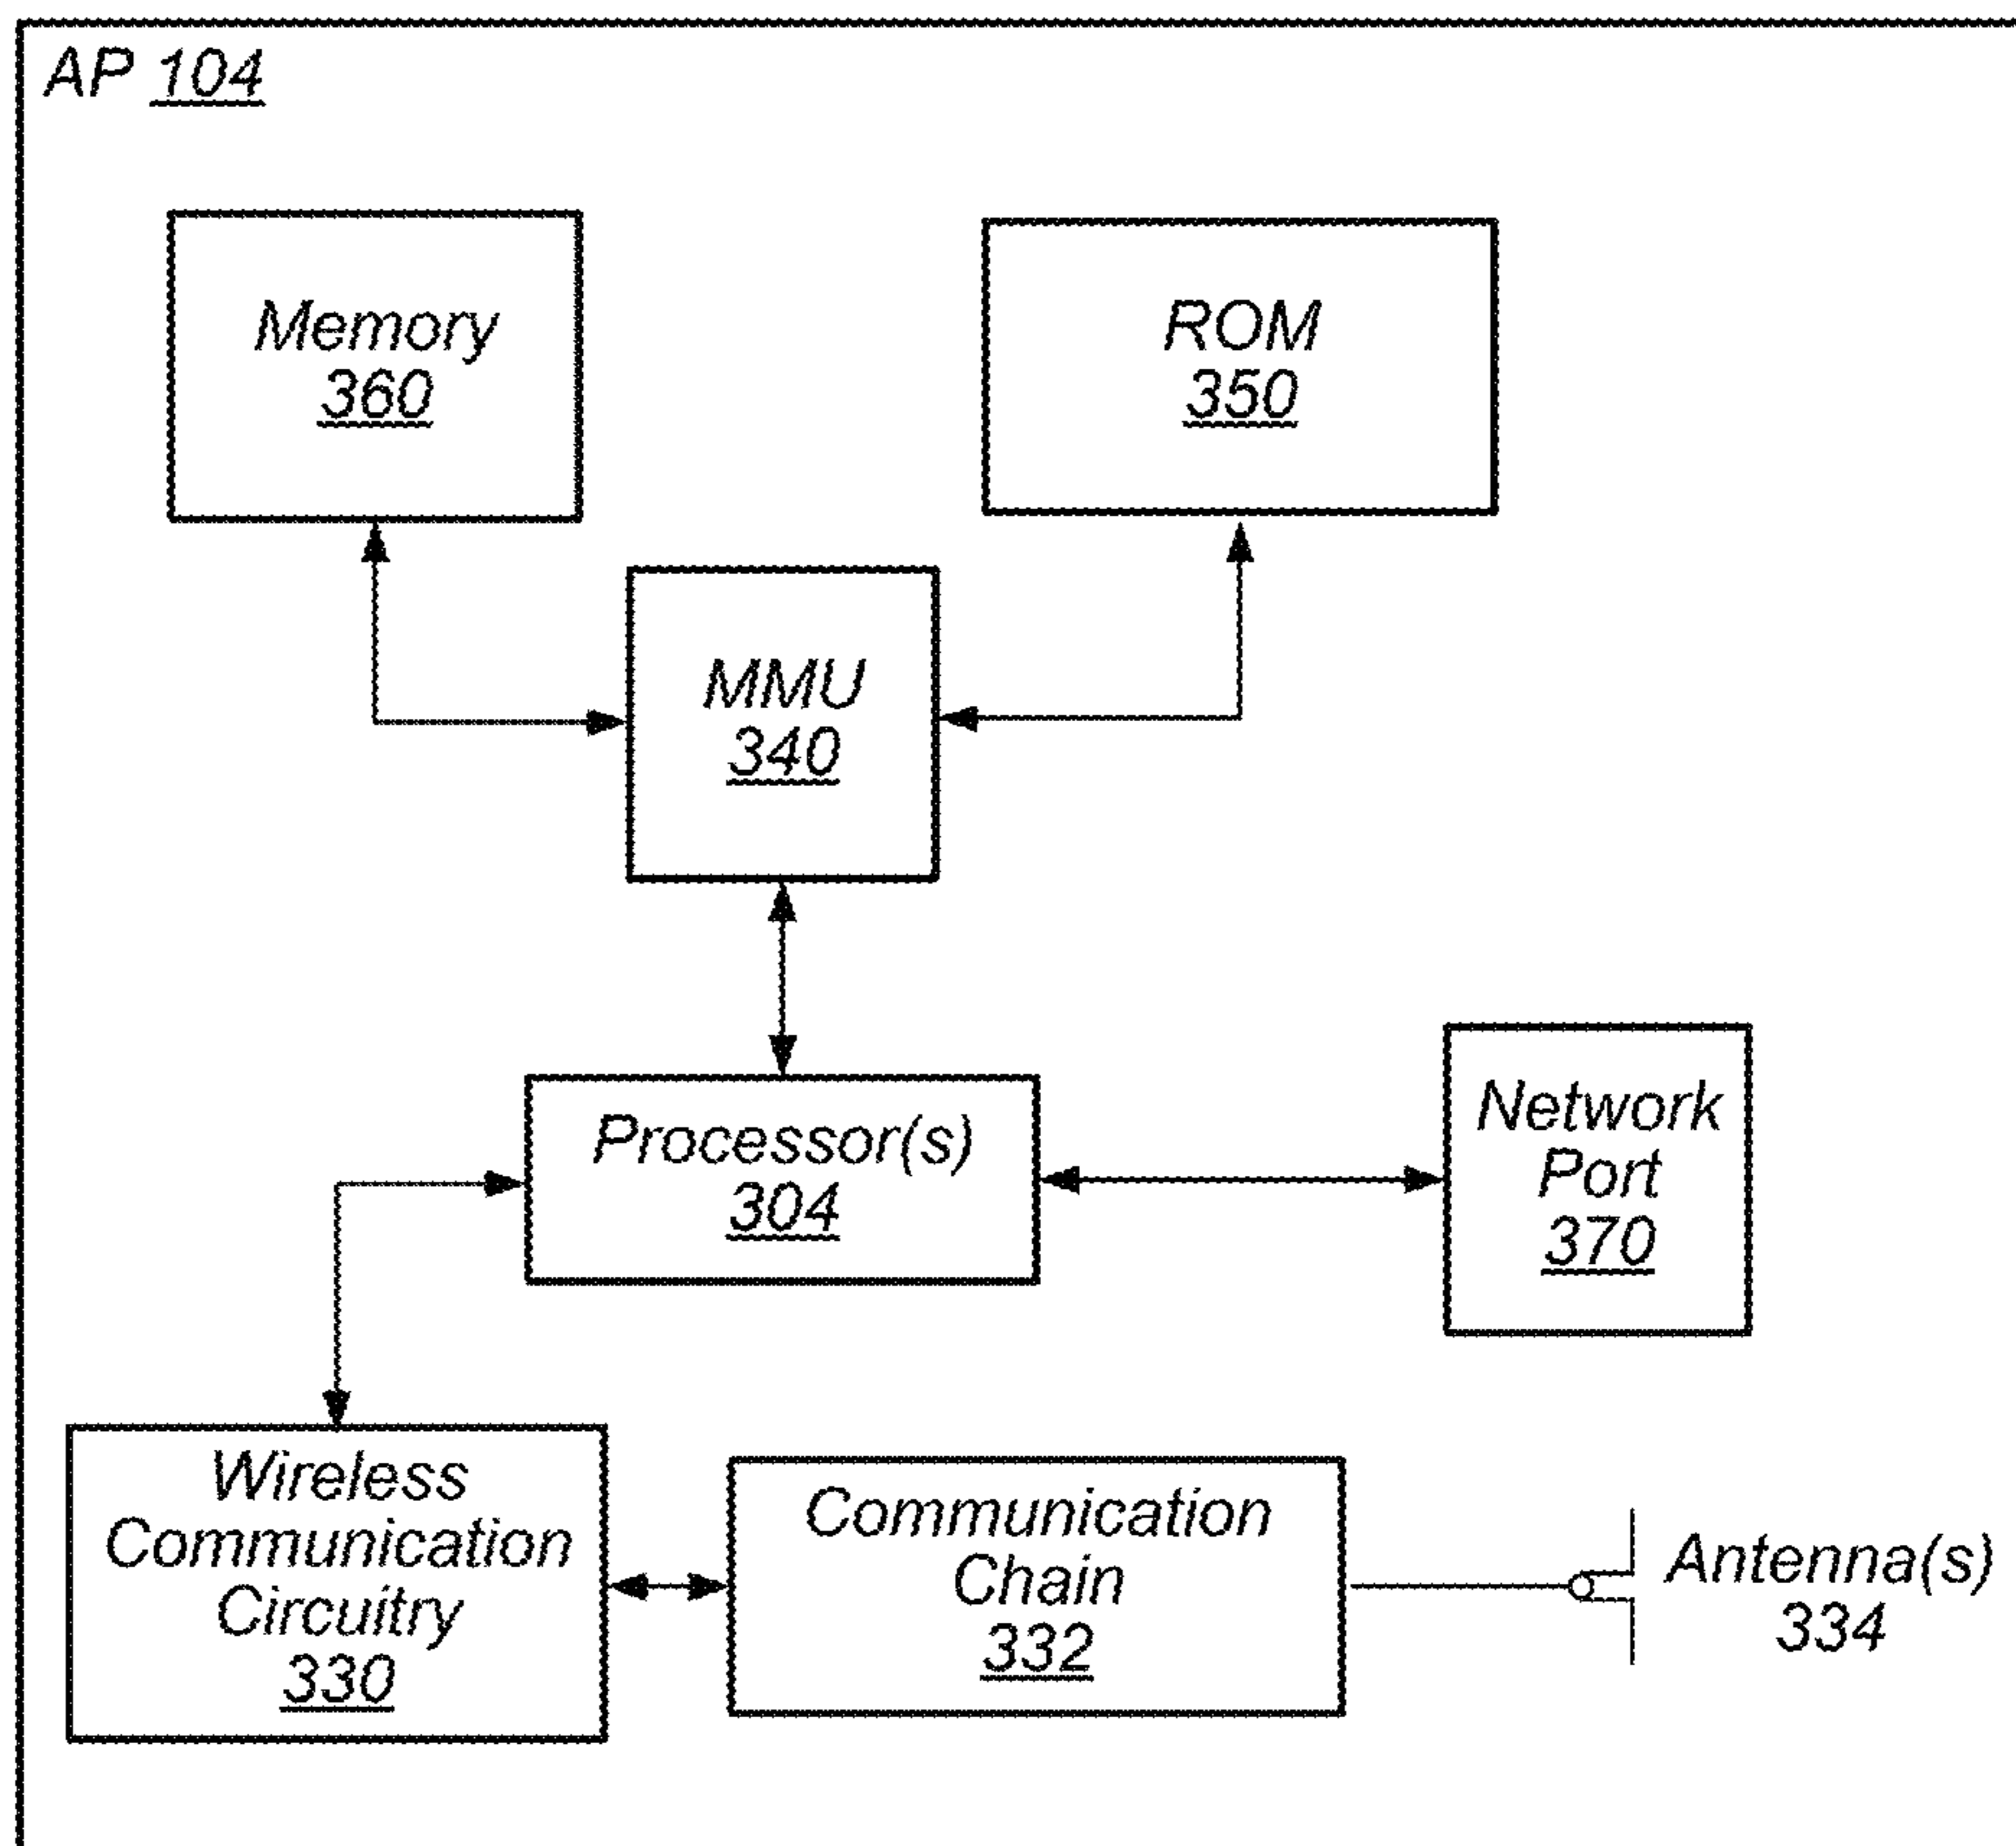 AP 104
Memory
360
ROM
350
MMU
340
Processor(s)
304
Network
Port
370
Wireless
Communication
Circuitry
330
Communication
Chain
332
Antenna(s)
334